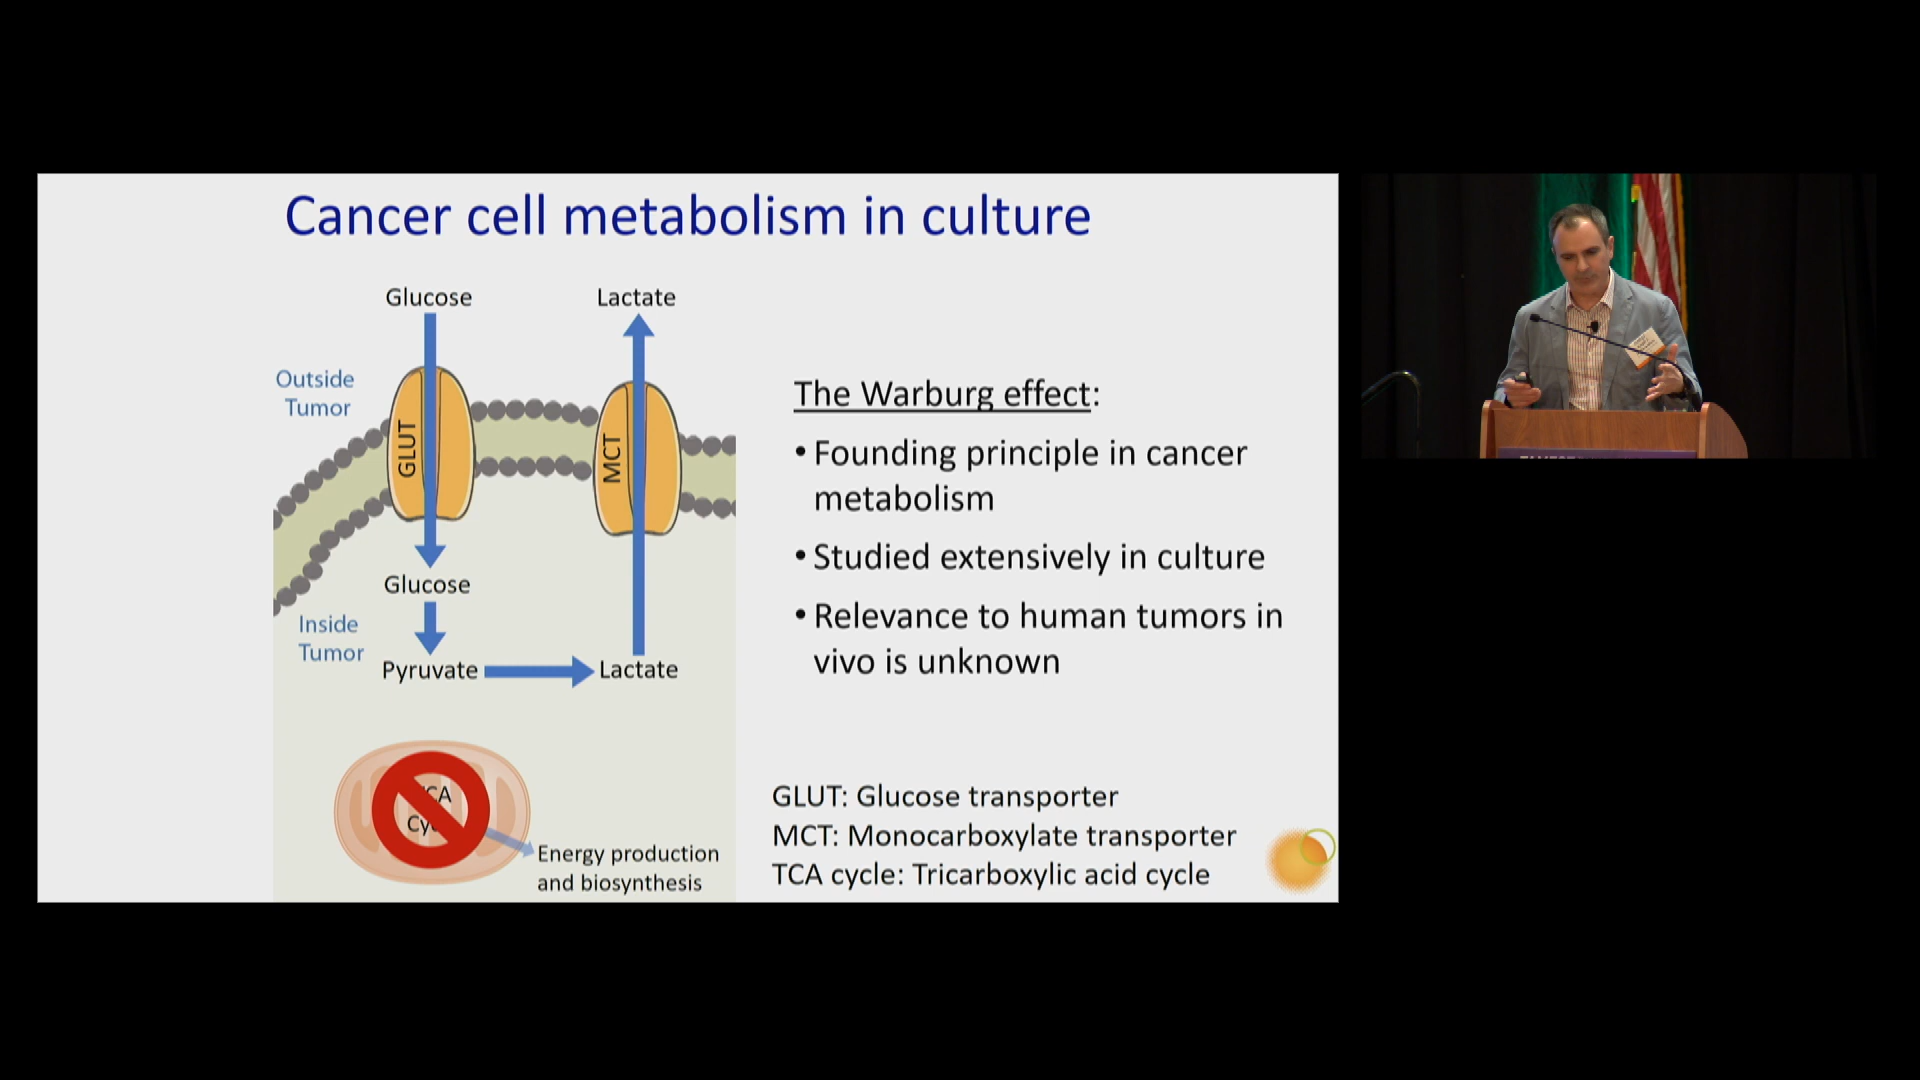 Cancer cell metabolism in culture
Glucose
Lactate
Outside
Tumor
GLUT
MCT
Glucose
Inside
Tumor
Pyruvate
Lactate
Energy production
and biosynthesis
The Warburg effect:
• Founding principle in cancer
metabolism
• Studied extensively in culture
• Relevance to human tumors in
vivo is unknown
GLUT: Glucose transporter
MCT: Monocarboxylate transporter
TCA cycle: Tricarboxylic acid cycle